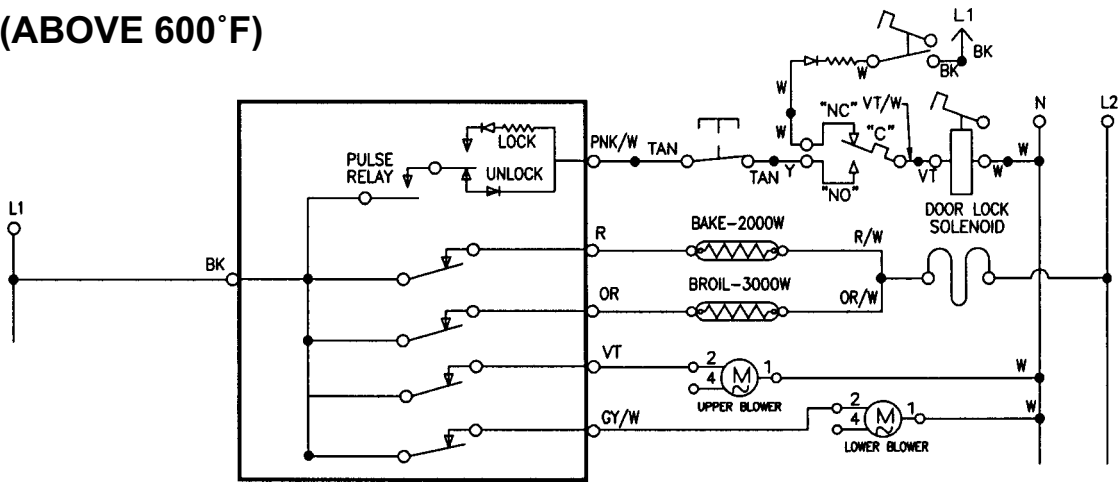 (ABOVE 600˚F)
L1
BK
W
BK
W
"NC"
VT/W
"C"
N
L2
W
LOCK
PULSE
RELAY
UNLOCK
PNK/W
TAN
TAN
Y
"NO"
VT
W
W
DOOR LOCK
SOLENOID
L1
BK
R
BAKE-2000W
R/W
OR
BROIL-3000W
OR/W
VT
2
4
M
1
W
UPPER BLOWER
GY/W
2
4
M
1
W
LOWER BLOWER